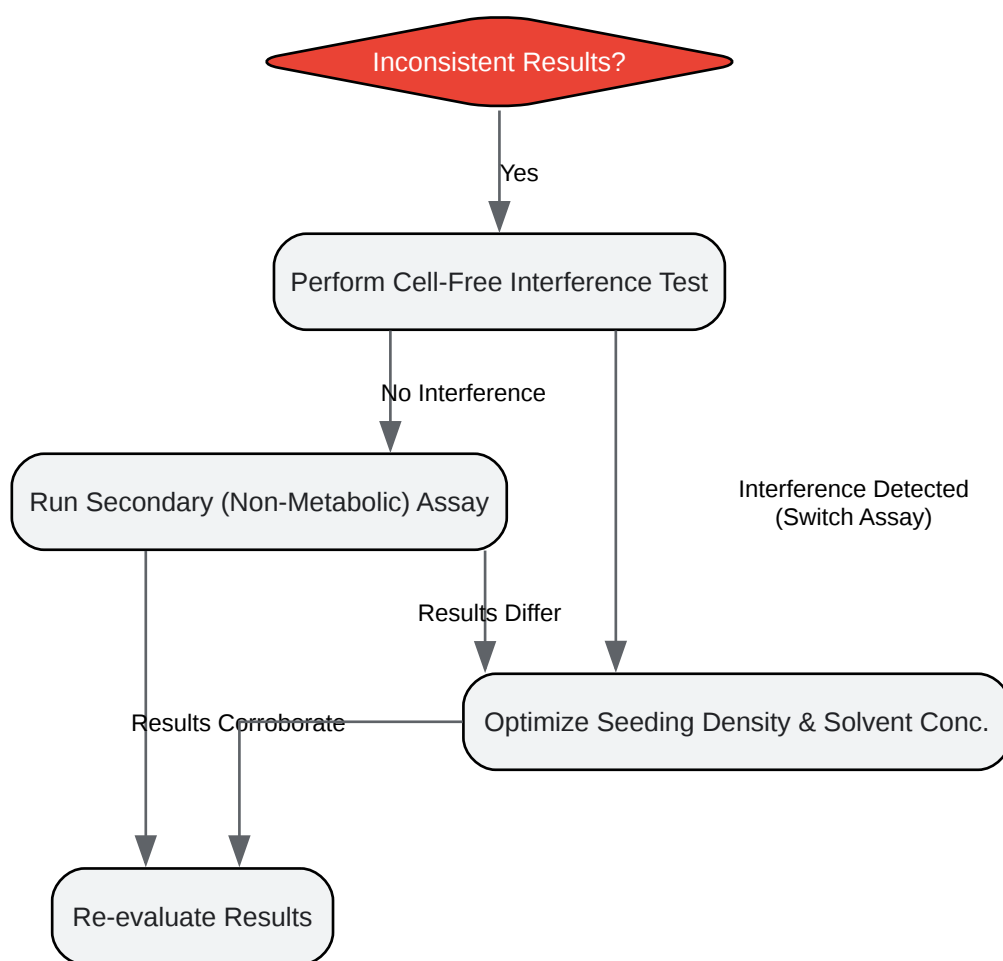 Inconsistent Results?
Yes
Perform Cell-Free Interference Test
No Interference
Run Secondary (Non-Metabolic) Assay
Interference Detected
(Switch Assay)
Results Differ
Results Corroborate
Optimize Seeding Density & Solvent Conc.
Re-evaluate Results